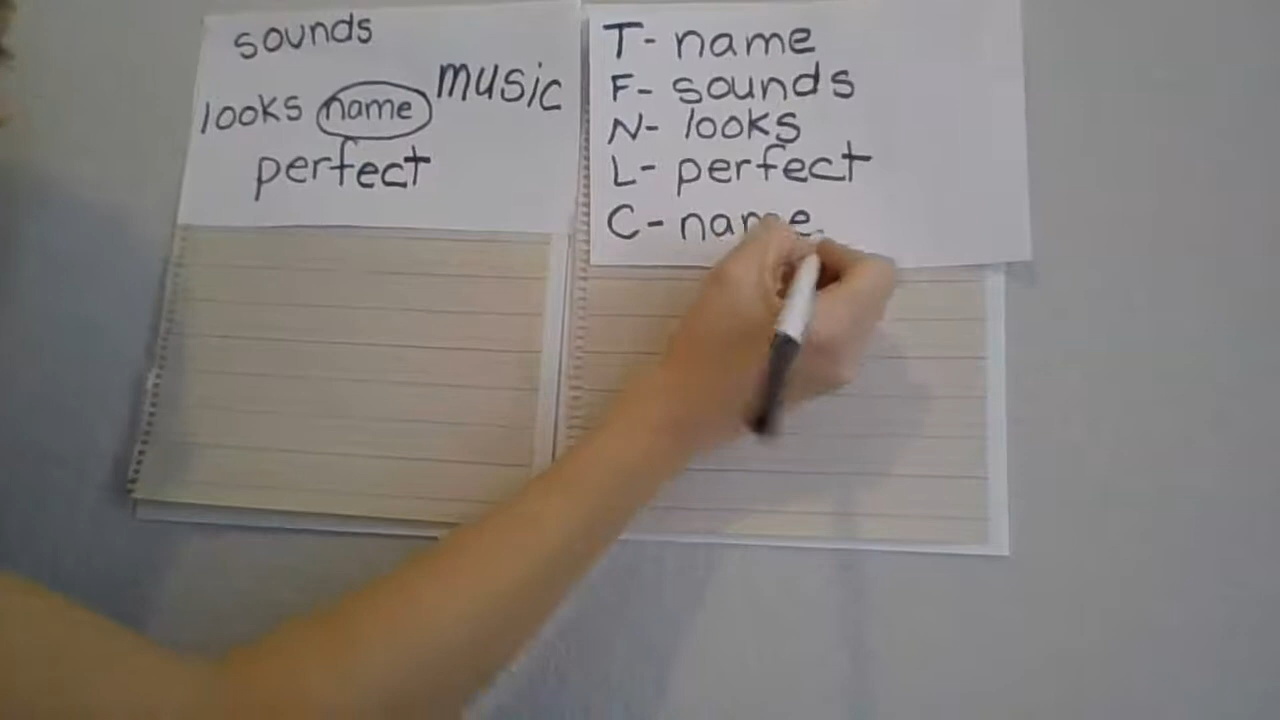 sounds
music
looks name
perfect
T- name
F- sounds
N- looks
L- perfect
C- name